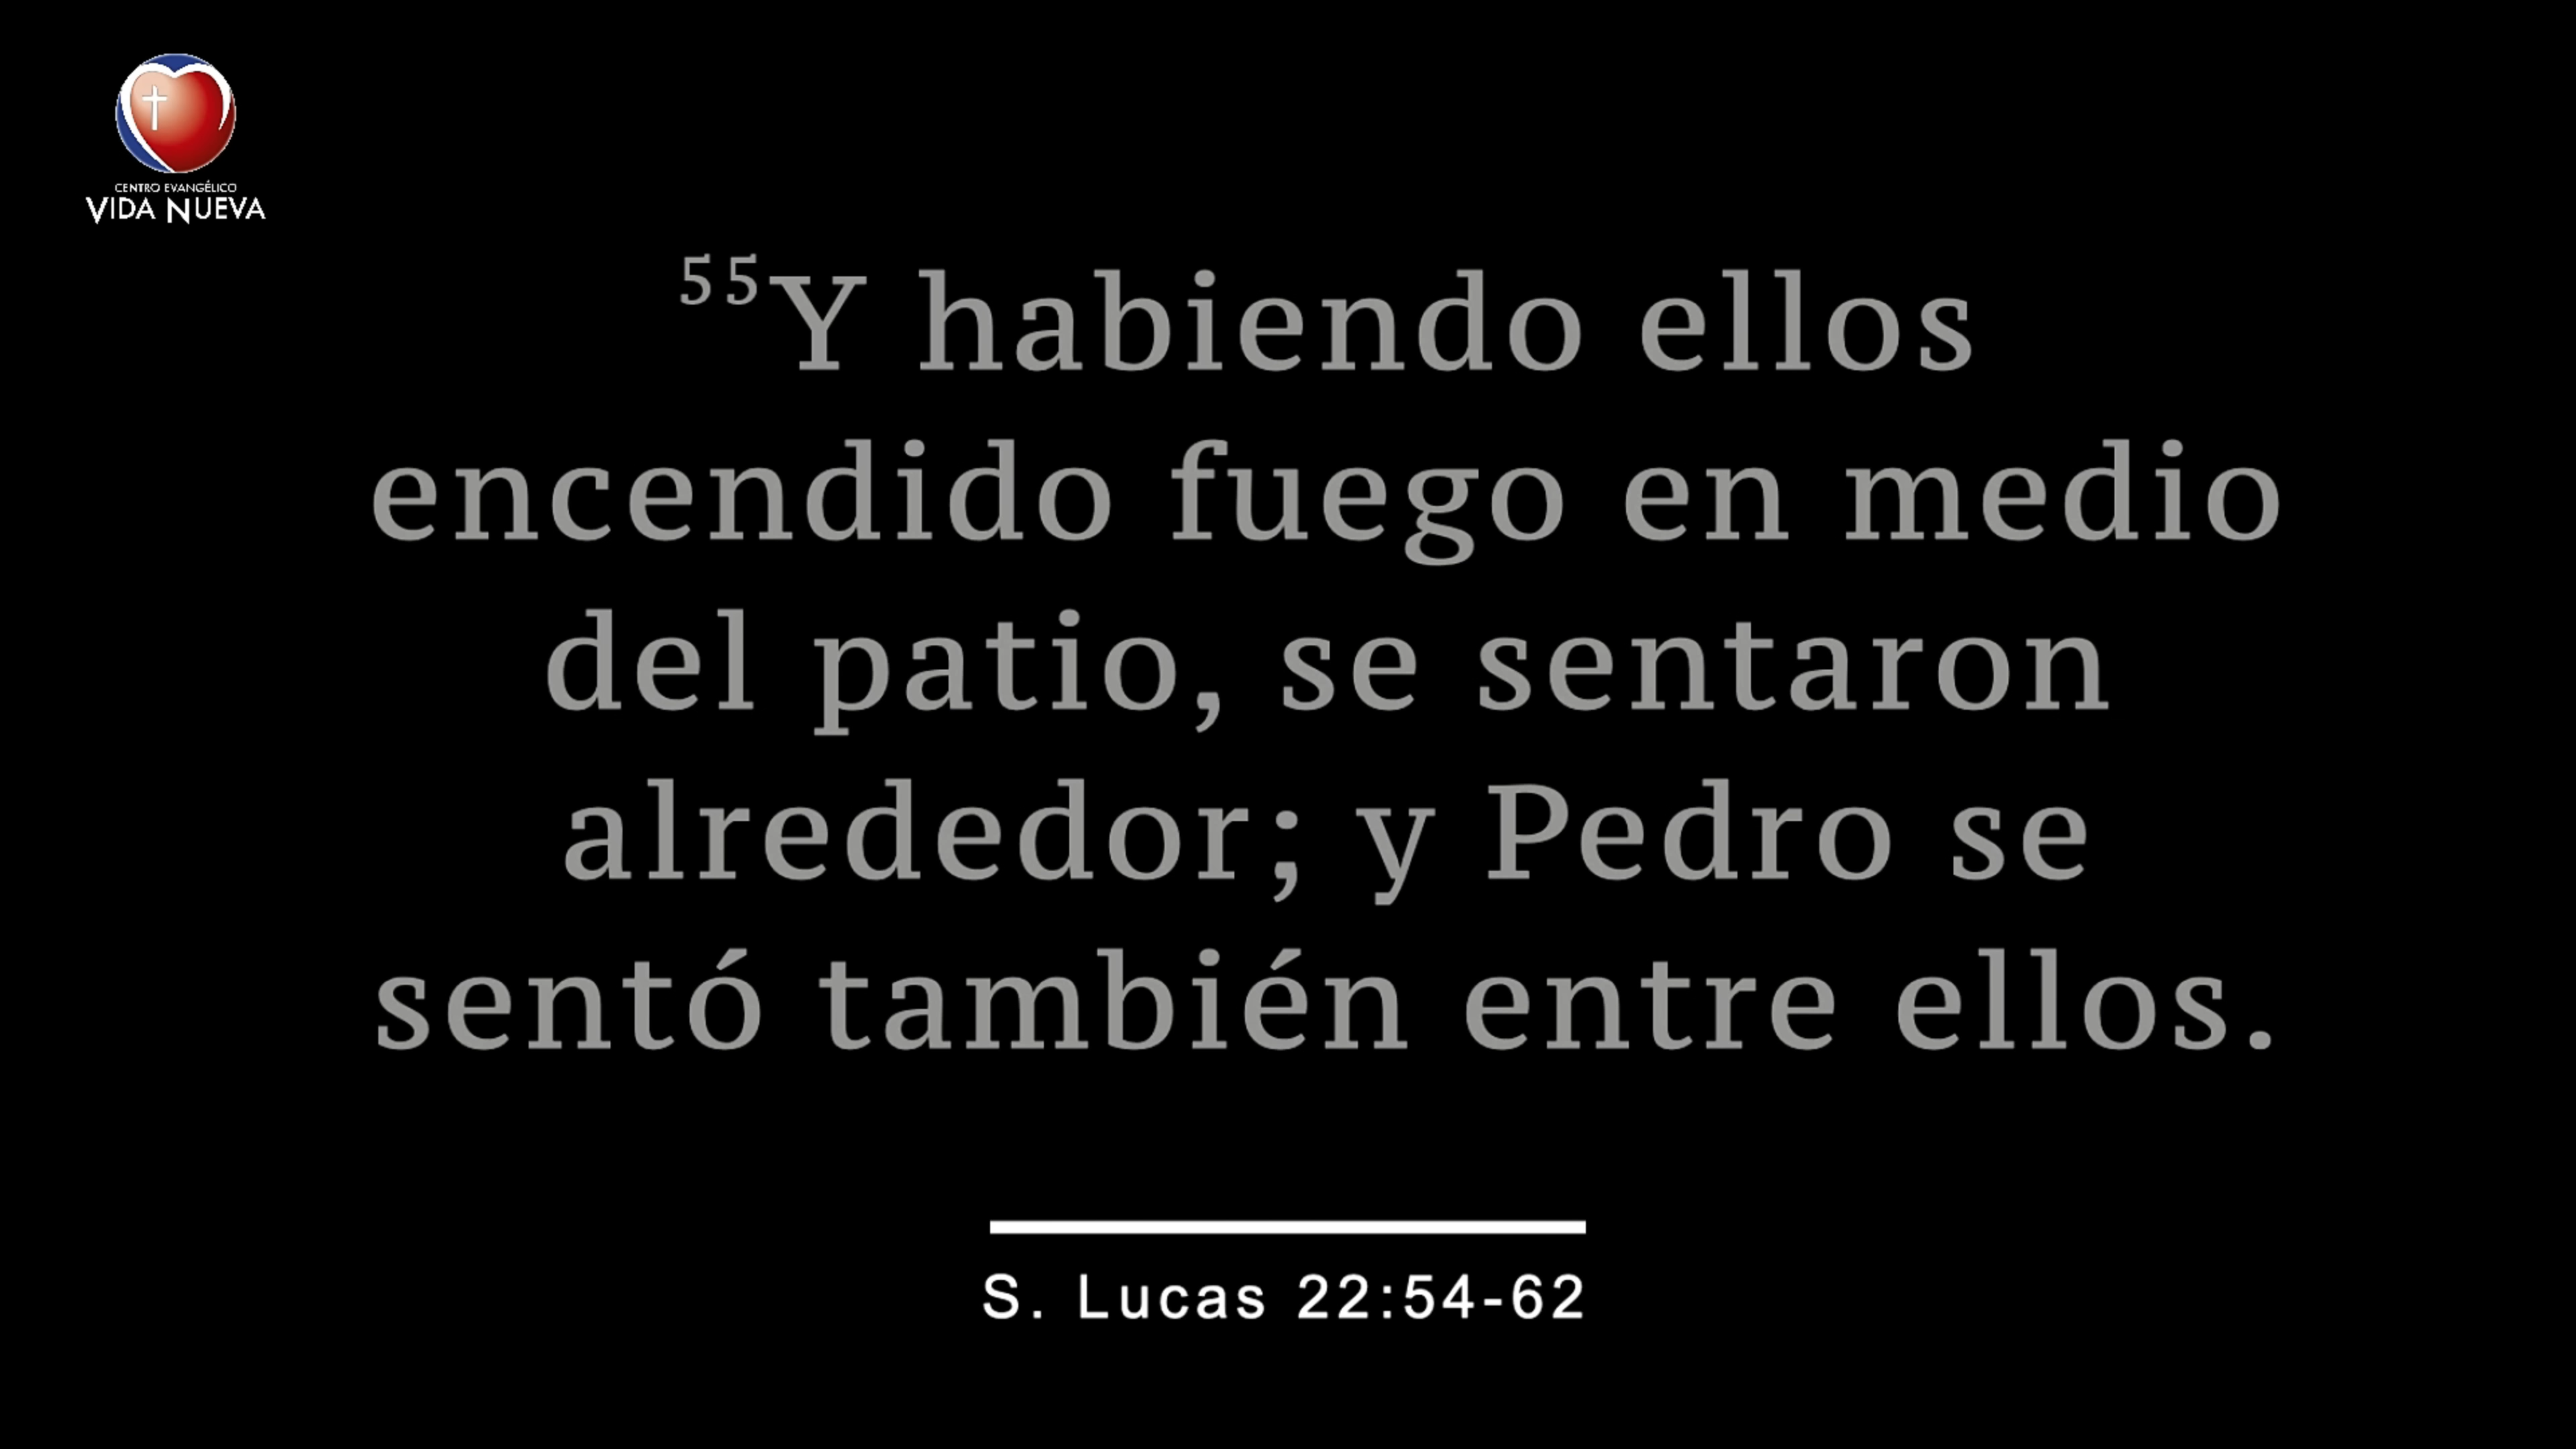 CENTRO EVANGÉLICO
VIDA NUEVA
⁵⁵Y habiendo ellos
encendido fuego en medio
del patio, se sentaron
alrededor; y Pedro se
sentó también entre ellos.
S. Lucas 22:54-62